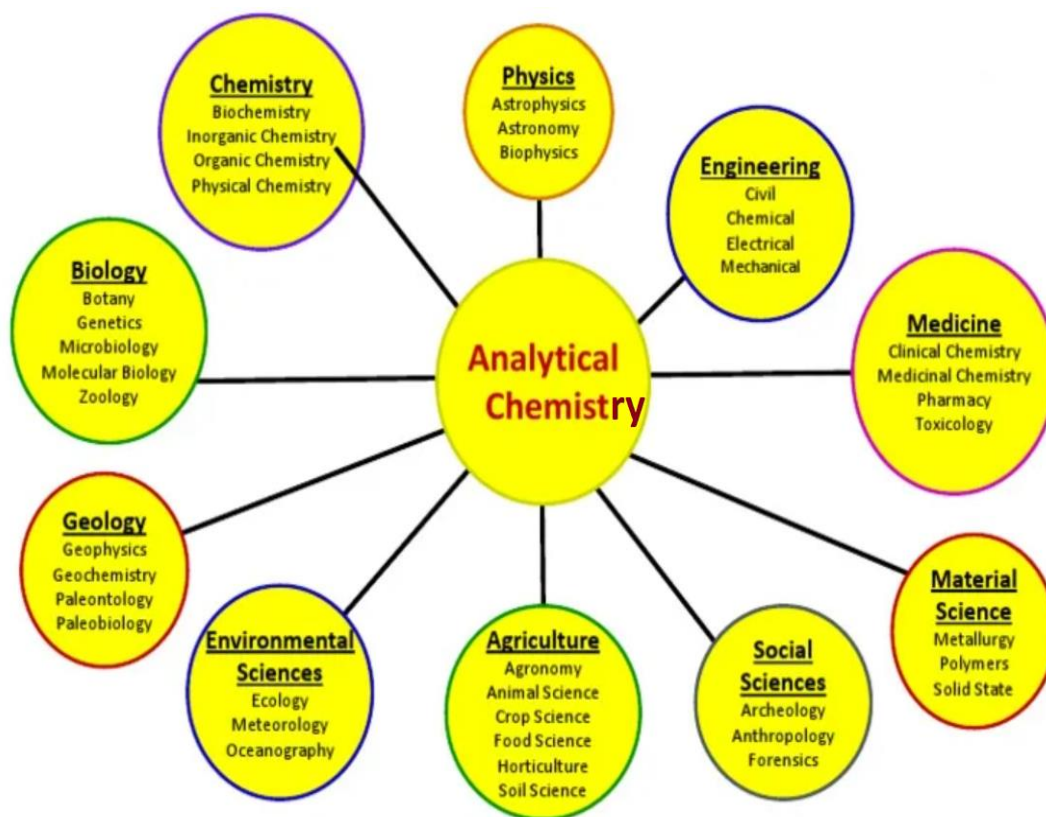 Chemistry
Biochemistry
Inorganic Chemistry
Organic Chemistry
Physical Chemistry
Physics
Astrophysics
Astronomy
Biophysics
Engineering
Civil
Chemical
Electrical
Mechanical
Biology
Botany
Genetics
Microbiology
Molecular Biology
Zoology
Analytical
Chemistry
Medicine
Clinical Chemistry
Medicinal Chemistry
Pharmacy
Toxicology
Geology
Geophysics
Geochemistry
Paleontology
Paleobiology
Environmental
Sciences
Ecology
Meteorology
Oceanography
Agriculture
Agronomy
Animal Science
Crop Science
Food Science
Horticulture
Soil Science
Social
Sciences
Archeology
Anthropology
Forensics
Material
Science
Metallurgy
Polymers
Solid State